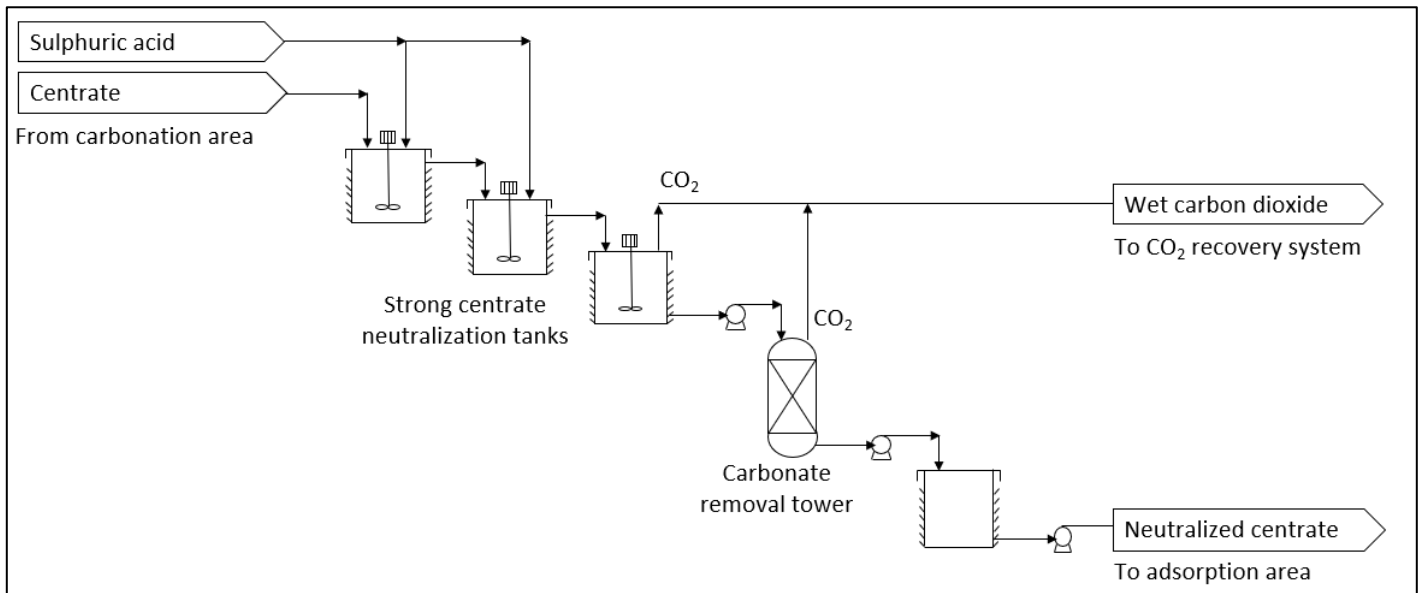 Sulphuric acid
Centrate
From carbonation area
CO₂
Wet carbon dioxide
To CO₂ recovery system
Strong centrate
neutralization tanks
CO₂
Carbonate
removal tower
Neutralized centrate
To adsorption area